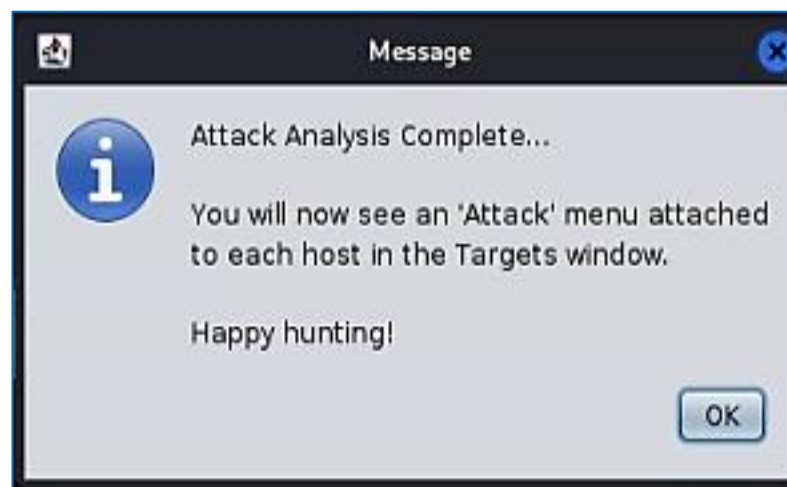 Message
Attack Analysis Complete...
You will now see an 'Attack' menu attached
to each host in the Targets window.
Happy hunting!
OK